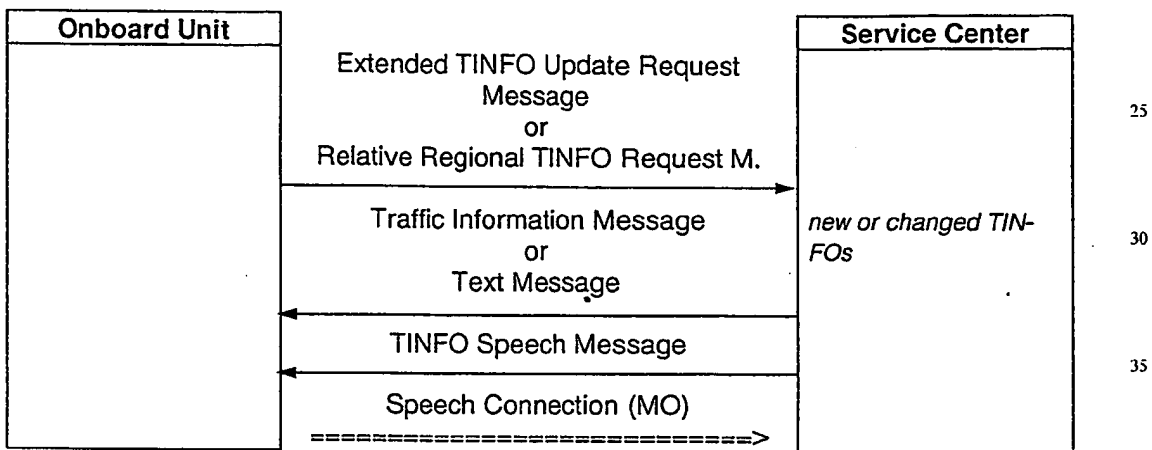 Onboard Unit
Service Center
Extended TINFO Update Request
Message
or
Relative Regional TINFO Request M.
25
Traffic Information Message
or
Text Message
new or changed TIN-
FOs
30
TINFO Speech Message
35
Speech Connection (MO)
============================>